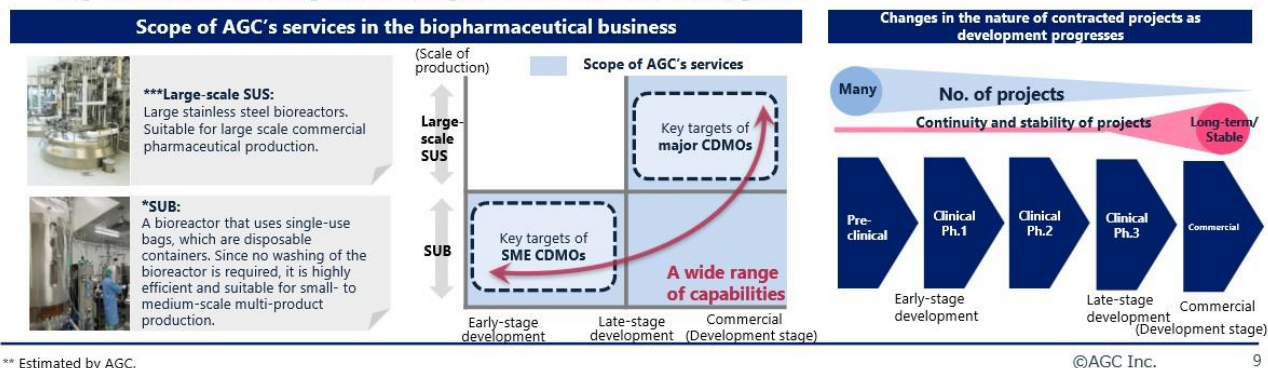 Scope of AGC's services in the biopharmaceutical business
***Large-scale SUS:
Large stainless steel bioreactors.
Suitable for large scale commercial
pharmaceutical production.
*SUB:
A bioreactor that uses single-use
bags, which are disposable
containers. Since no washing of the
bioreactor is required, it is highly
efficient and suitable for small- to
medium-scale multi-product
production.
(Scale of
production)
Scope of AGC's services
Large-
scale
SUS
Key targets of
major CDMOs
SUB
Key targets of
SME CDMOs
A wide range
of capabilities
Early-stage
development
Late-stage
development
Commercial
(Development stage)
Changes in the nature of contracted projects as
development progresses
Many
No. of projects
Continuity and stability of projects
Long-term/
Stable
Pre-
clinical
Clinical
Ph.1
Clinical
Ph.2
Clinical
Ph.3
Commercial
Early-stage
development
Late-stage
development
Commercial
(Development stage)
** Estimated by AGC.
©AGC Inc.
9